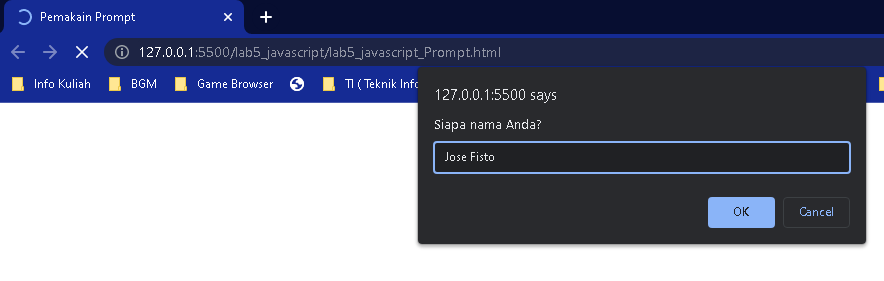 Pemakain Prompt
127.0.0.1:5500/lab5_javascript/lab5_javascript_Prompt.html
Info Kuliah BGM Game Browser TI ( Teknik Info
127.0.0.1:5500 says
Siapa nama Anda?
Jose Fisto
OK Cancel